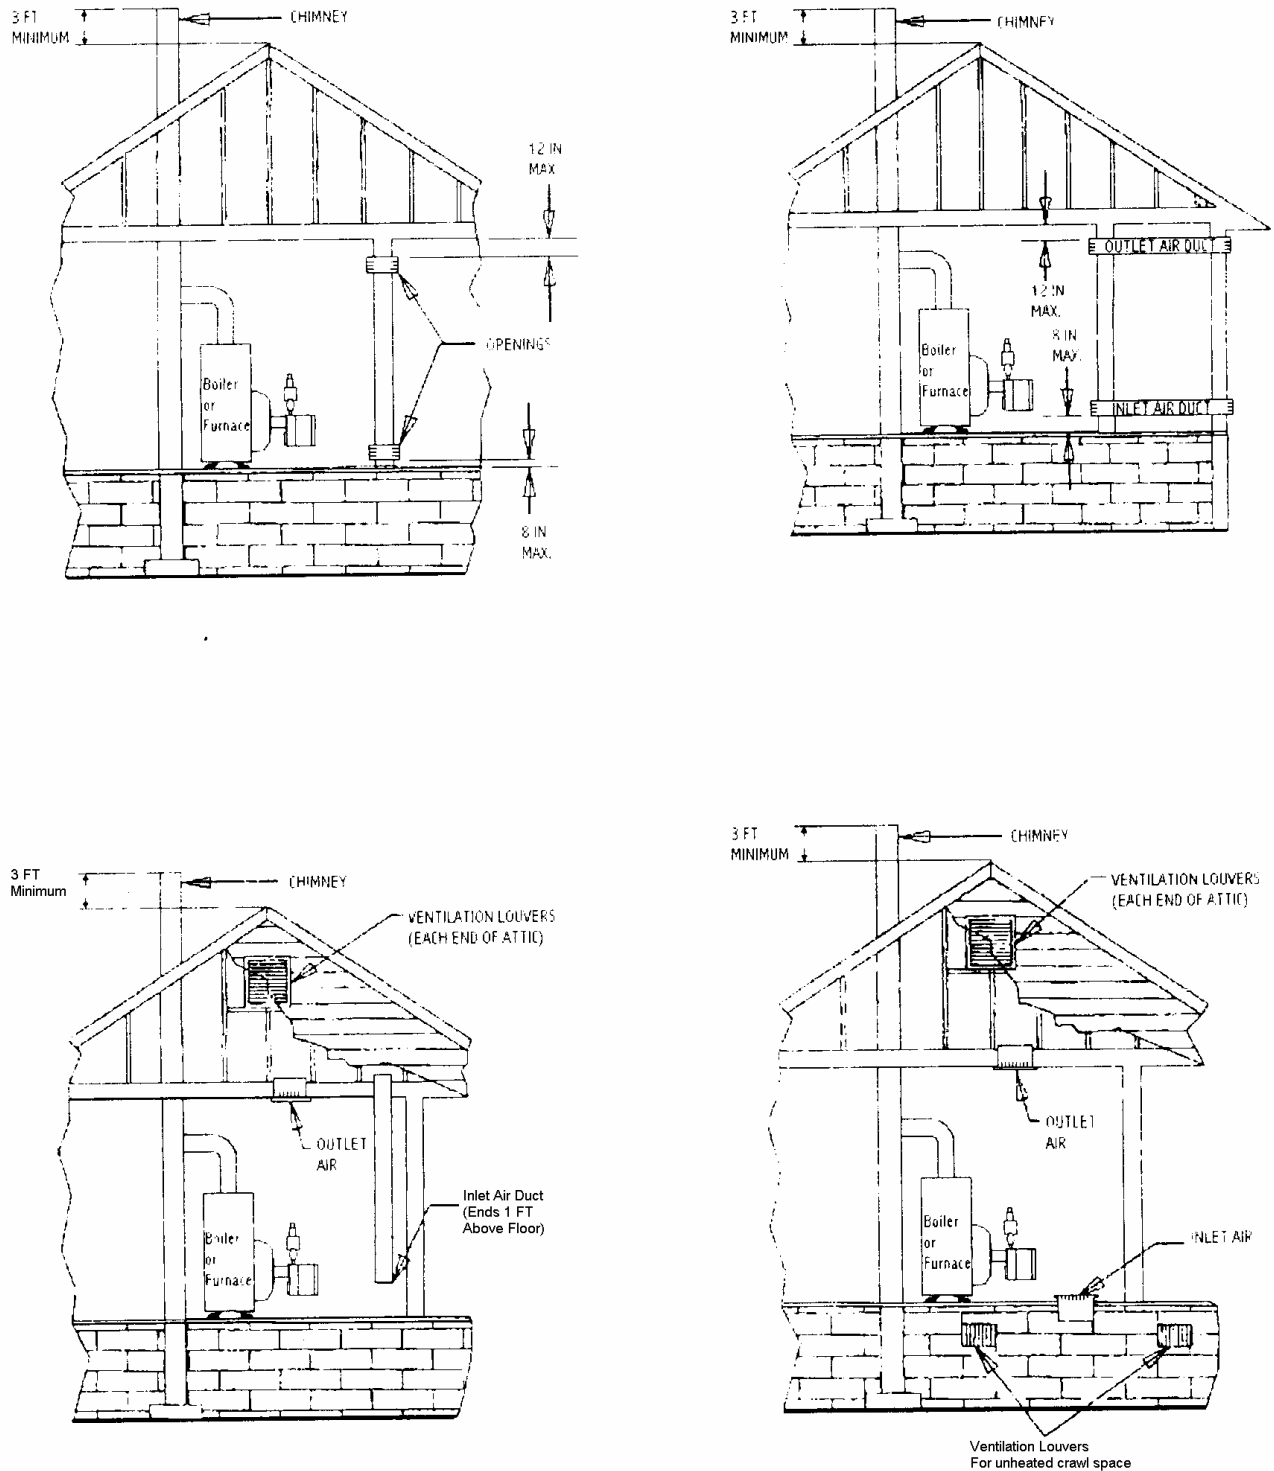 3 FT
MINIMUM
CHIMNEY
12 IN
MAX
OPENINGS
Boiler
or
Furnace
8 IN
MAX.
3 FT
MINIMUM
CHIMNEY
OUTLET AIR DUCT
12 IN
MAX.
8 IN
MAX.
Boiler
or
Furnace
INLET AIR DUCT
3 FT
Minimum
CHIMNEY
VENTILATION LOUVERS
(EACH END OF ATTIC)
OUTLET
AIR
Inlet Air Duct
(Ends 1 FT
Above Floor)
Boiler
or
Furnace
3 FT
MINIMUM
CHIMNEY
VENTILATION LOUVERS
(EACH END OF ATTIC)
OUTLET
AIR
Boiler
or
Furnace
INLET AIR
Ventilation Louvers
For unheated crawl space